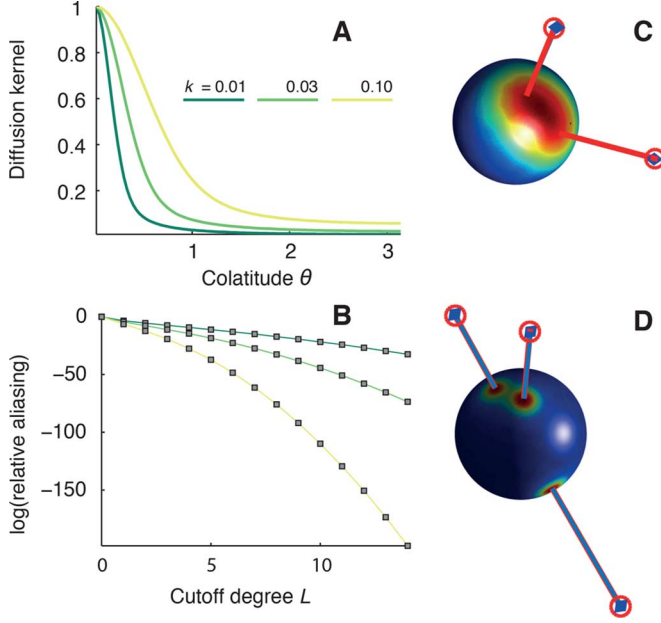 A
C
1
0.8
0.6
0.4
0.2
k = 0.01 0.03 0.10
Diffusion kernel
1 2 3
Colatitude θ
B
D
0
−50
−100
−150
log(relative aliasing)
0 5 10
Cutoff degree L